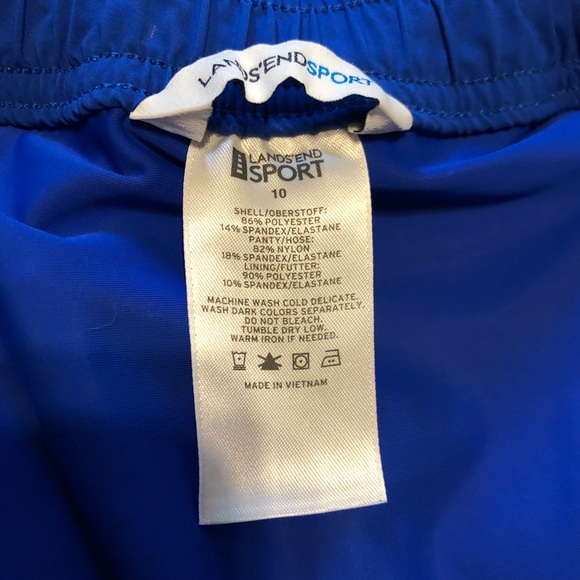 LANDS'END SPORT
LANDS'END
SPORT
10
SHELL/OBERSTOFF:
86% POLYESTER
14% SPANDEX/ELASTANE
PANTY/HOSE:
82% NYLON
18% SPANDEX/ELASTANE
LINING/FUTTER:
90% POLYESTER
10% SPANDEX/ELASTANE
MACHINE WASH COLD DELICATE.
WASH DARK COLORS SEPARATELY.
DO NOT BLEACH.
TUMBLE DRY LOW.
WARM IRON IF NEEDED.
MADE IN VIETNAM